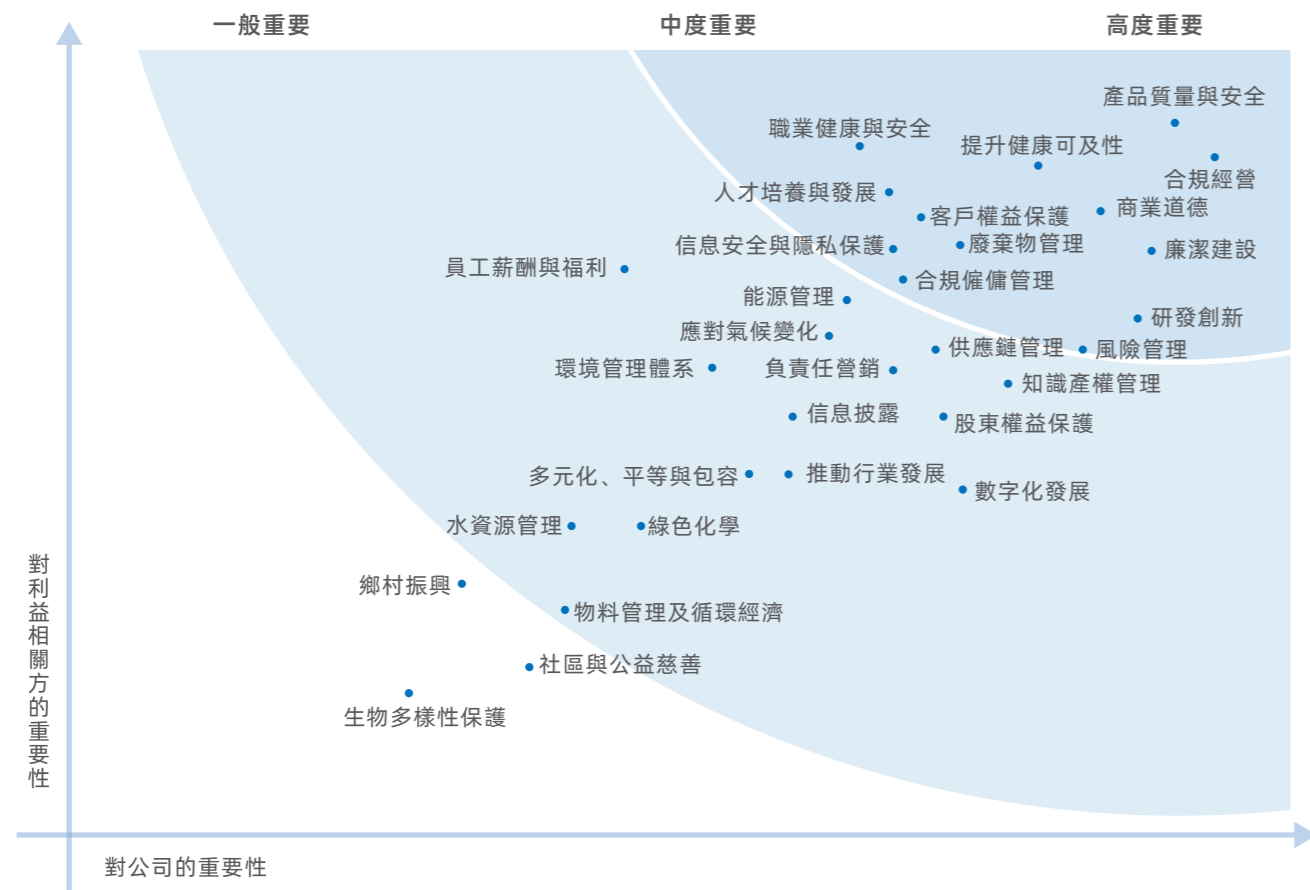 一般重要
中度重要
高度重要
產品質量與安全
職業健康與安全
提升健康可及性
合規經營
人才培養與發展
商業道德
客戶權益保護
信息安全與隱私保護
廢棄物管理
廉潔建設
員工薪酬與福利
合規僱傭管理
能源管理
研發創新
應對氣候變化
供應鏈管理
風險管理
環境管理體系
負責任營銷
知識產權管理
信息披露
股東權益保護
多元化、平等與包容
推動行業發展
數字化發展
水資源管理
綠色化學
鄉村振興
物料管理及循環經濟
社區與公益慈善
生物多樣性保護
對利益相關方的重要性
對公司的重要性